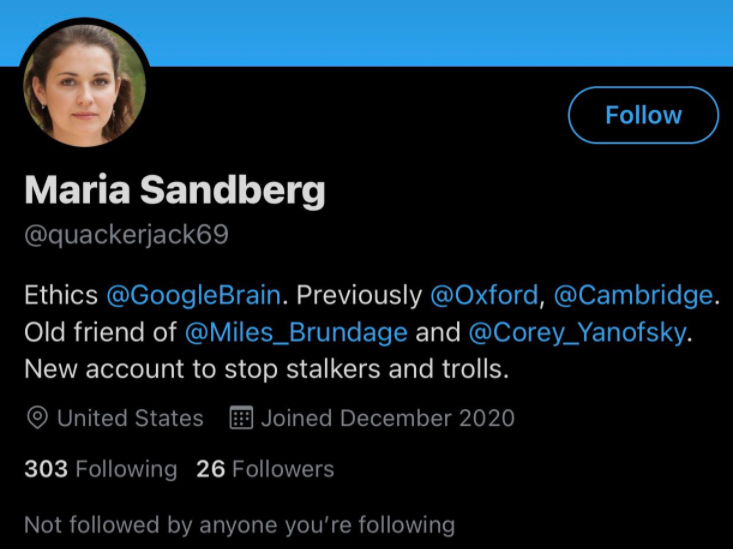 Follow
Maria Sandberg
@quackerjack69
Ethics @GoogleBrain. Previously @Oxford, @Cambridge.
Old friend of @Miles_Brundage and @Corey_Yanofsky.
New account to stop stalkers and trolls.
United States Joined December 2020
303 Following 26 Followers
Not followed by anyone you’re following